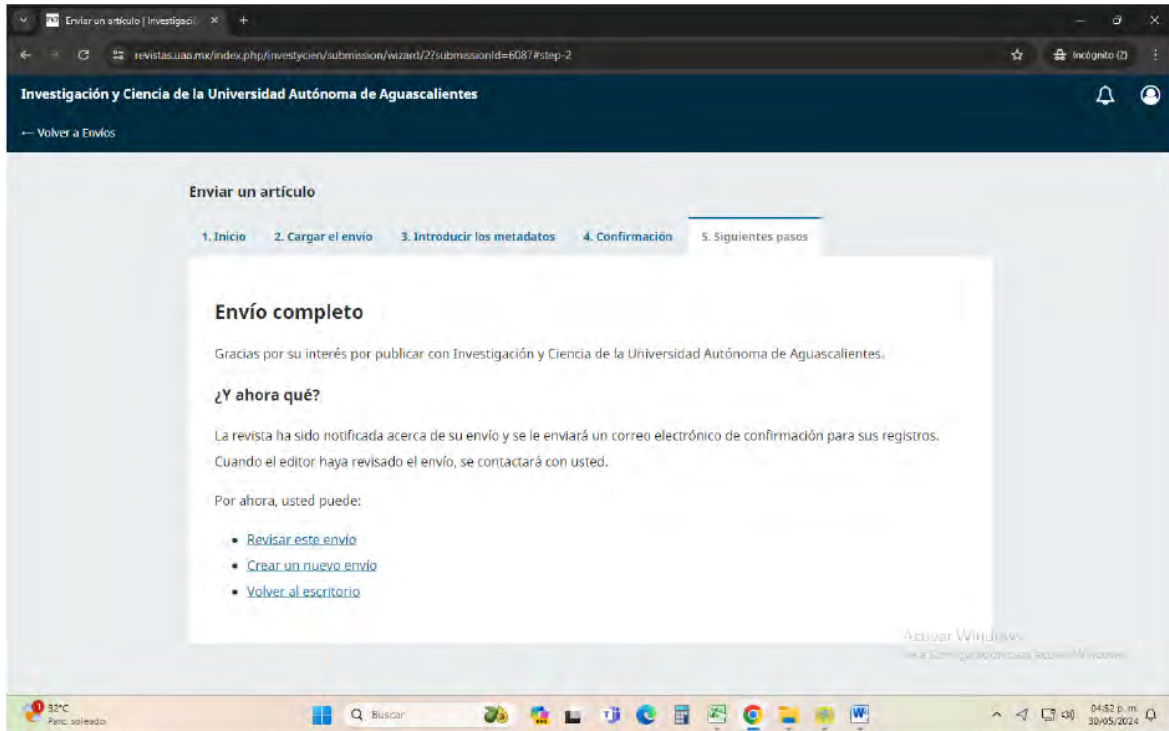 Enviar un artículo | Investigació
revistas.uaa.mx/index.php/investycien/submission/wizard/2?submissionId=6087#step-2
Incógnito (2)
Investigación y Ciencia de la Universidad Autónoma de Aguascalientes
← Volver a Envíos
Enviar un artículo
1. Inicio 2. Cargar el envío 3. Introducir los metadatos 4. Confirmación 5. Siguientes pasos
Envío completo
Gracias por su interés por publicar con Investigación y Ciencia de la Universidad Autónoma de Aguascalientes.
¿Y ahora qué?
La revista ha sido notificada acerca de su envío y se le enviará un correo electrónico de confirmación para sus registros.
Cuando el editor haya revisado el envío, se contactará con usted.
Por ahora, usted puede:
• Revisar este envío
• Crear un nuevo envío
• Volver al escritorio
Activar Windows
1 32°C
Parc. soleado
Buscar
04:52 p. m.
30/05/2024